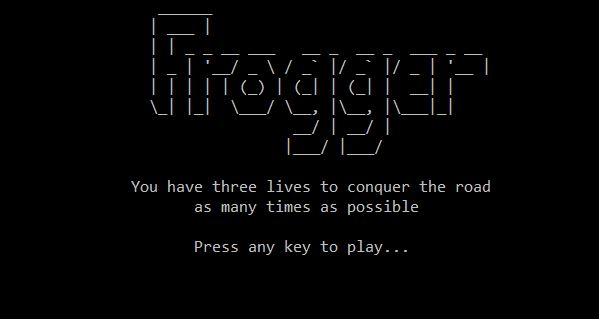 Frogger
You have three lives to conquer the road
as many times as possible
Press any key to play...